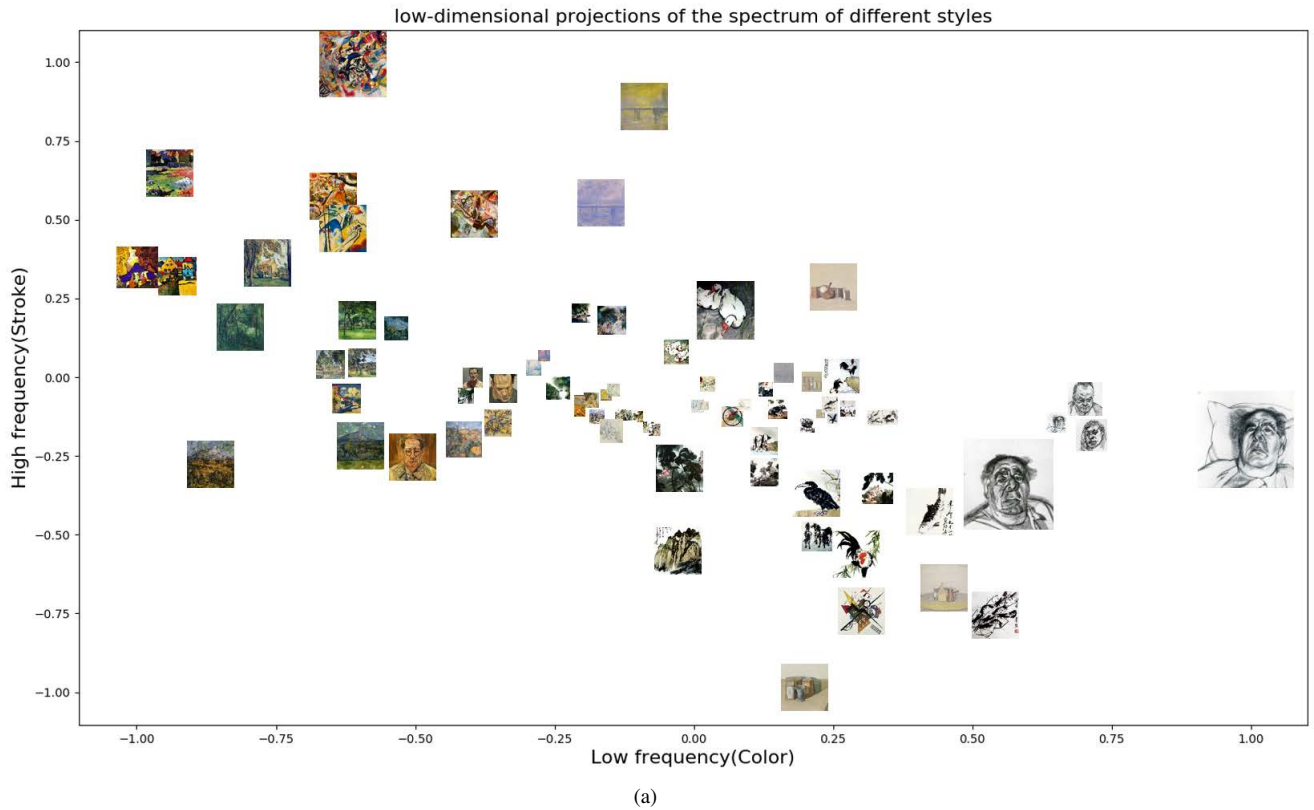 low-dimensional projections of the spectrum of different styles
High frequency(Stroke)
1.00
0.75
0.50
0.25
0.00
−0.25
−0.50
−0.75
−1.00
−1.00 −0.75 −0.50 −0.25 0.00 0.25 0.50 0.75 1.00
Low frequency(Color)
(a)